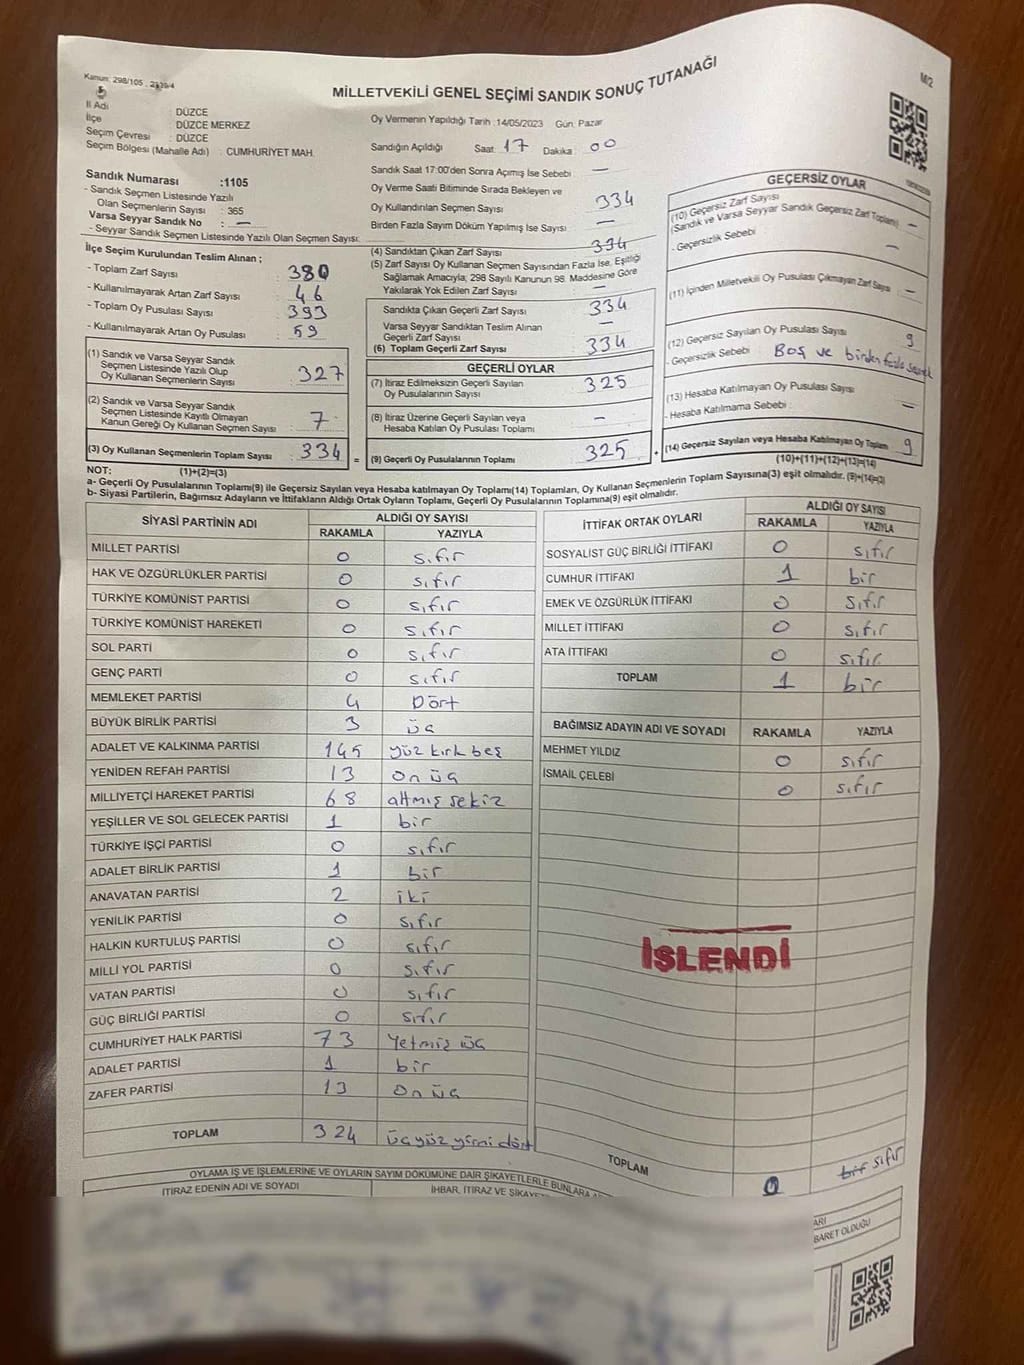 Kanun: 298/105 - 2839/4
MİLLETVEKİLİ GENEL SEÇİMİ SANDIK SONUÇ TUTANAĞI
M2
İl Adı DÜZCE
İlçe DÜZCE MERKEZ
Seçim Çevresi : DÜZCE
Seçim Bölgesi (Mahalle Adı) : CUMHURİYET MAH.
Sandık Numarası :1105
- Sandık Seçmen Listesinde Yazılı
Olan Seçmenlerin Sayısı : 365
Varsa Seyyar Sandık No : —
- Seyyar Sandık Seçmen Listesinde Yazılı Olan Seçmen Sayısı:
İlçe Seçim Kurulundan Teslim Alınan ;
- Toplam Zarf Sayısı : 380
- Kullanılmayarak Artan Zarf Sayısı : 46
- Toplam Oy Pusulası Sayısı : 393
- Kullanılmayarak Artan Oy Pusulası : 59
(1) Sandık ve Varsa Seyyar Sandık
Seçmen Listesinde Yazılı Olup
Oy Kullanan Seçmenlerin Sayısı : 327
(2) Sandık ve Varsa Seyyar Sandık
Seçmen Listesinde Kayıtlı Olmayan
Kanun Gereği Oy Kullanan Seçmen Sayısı : 7
(3) Oy Kullanan Seçmenlerin Toplam Sayısı : 334
(1)+(2)=(3)
Oy Vermenin Yapıldığı Tarih :14/05/2023 Gün: Pazar
Sandığın Açıldığı Saat: 17 Dakika: 00
Sandık Saat 17:00'den Sonra Açımış İse Sebebi : —
Oy Verme Saati Bitiminde Sırada Bekleyen ve
Oy Kullandırılan Seçmen Sayısı : 334
Birden Fazla Sayım Döküm Yapılmış İse Sayısı : —
(4) Sandıktan Çıkan Zarf Sayısı : 334
(5) Zarf Sayısı Oy Kullanan Seçmen Sayısından Fazla İse, Eşitliği
Sağlamak Amacıyla; 298 Sayılı Kanunun 98. Maddesine Göre
Yakılarak Yok Edilen Zarf Sayısı : —
Sandıkta Çıkan Geçerli Zarf Sayısı : 334
Varsa Seyyar Sandıktan Teslim Alınan
Geçerli Zarf Sayısı : —
(6) Toplam Geçerli Zarf Sayısı : 334
GEÇERLİ OYLAR
(7) İtiraz Edilmeksizin Geçerli Sayılan
Oy Pusulalarının Sayısı : 325
(8) İtiraz Üzerine Geçerli Sayılan veya
Hesaba Katılan Oy Pusulası Toplamı : —
= (9) Geçerli Oy Pusulalarının Toplamı : 325
GEÇERSİZ OYLAR
(10) Geçersiz Zarf Sayısı
(Sandık ve Varsa Seyyar Sandık Geçersiz Zarf Toplamı) —
- Geçersizlik Sebebi : —
(11) İçinden Milletvekili Oy Pusulası Çıkmayan Zarf Sayısı —
(12) Geçersiz Sayılan Oy Pusulası Sayısı 9
- Geçersizlik Sebebi : Boş ve birden fazla
(13) Hesaba Katılmayan Oy Pusulası Sayısı
- Hesaba Katılmama Sebebi : —
+ (14) Geçersiz Sayılan veya Hesaba Katılmayan Oy Toplamı 9
(10)+(11)+(12)+(13)=(14)
NOT:
a- Geçerli Oy Pusulalarının Toplamı(9) ile Geçersiz Sayılan veya Hesaba katılmayan Oy Toplamı(14) Toplamları, Oy Kullanan Seçmenlerin Toplam Sayısına(3) eşit olmalıdır. (9)+(14)=(3)
b- Siyasi Partilerin, Bağımsız Adayların ve İttifakların Aldığı Ortak Oyların Toplamı, Geçerli Oy Pusulalarının Toplamına(9) eşit olmalıdır.
SİYASİ PARTİNİN ADI ALDIĞI OY SAYISI
RAKAMLA YAZIYLA
MİLLET PARTİSİ 0 sıfır
HAK VE ÖZGÜRLÜKLER PARTİSİ 0 sıfır
TÜRKİYE KOMÜNİST PARTİSİ 0 sıfır
TÜRKİYE KOMÜNİST HAREKETİ 0 sıfır
SOL PARTİ 0 sıfır
GENÇ PARTİ 0 sıfır
MEMLEKET PARTİSİ 4 Dört
BÜYÜK BİRLİK PARTİSİ 3 üç
ADALET VE KALKINMA PARTİSİ 145 yüz kırk beş
YENİDEN REFAH PARTİSİ 13 on üç
MİLLİYETÇİ HAREKET PARTİSİ 68 altmış sekiz
YEŞİLLER VE SOL GELECEK PARTİSİ 1 bir
TÜRKİYE İŞÇİ PARTİSİ 0 sıfır
ADALET BİRLİK PARTİSİ 1 bir
ANAVATAN PARTİSİ 2 iki
YENİLİK PARTİSİ 0 sıfır
HALKIN KURTULUŞ PARTİSİ 0 sıfır
MİLLİ YOL PARTİSİ 0 sıfır
VATAN PARTİSİ 0 sıfır
GÜÇ BİRLİĞİ PARTİSİ 0 sıfır
CUMHURİYET HALK PARTİSİ 73 Yetmiş üç
ADALET PARTİSİ 1 bir
ZAFER PARTİSİ 13 on üç
TOPLAM 324 üçyüz yirmi dört
İTTİFAK ORTAK OYLARI ALDIĞI OY SAYISI
RAKAMLA YAZIYLA
SOSYALİST GÜÇ BİRLİĞİ İTTİFAKI 0 sıfır
CUMHUR İTTİFAKI 1 bir
EMEK VE ÖZGÜRLÜK İTTİFAKI 0 sıfır
MİLLET İTTİFAKI 0 sıfır
ATA İTTİFAKI 0 sıfır
TOPLAM 1 bir
BAĞIMSIZ ADAYIN ADI VE SOYADI RAKAMLA YAZIYLA
MEHMET YILDIZ 0 sıfır
İSMAİL ÇELEBİ 0 sıfır
İŞLENDİ
TOPLAM 0 bir sıfır
OYLAMA İŞ VE İŞLEMLERİNE VE OYLARIN SAYIM DÖKÜMÜNE DAİR ŞİKAYETLERLE BUNLARA
İTİRAZ EDENİN ADI VE SOYADI İHBAR, İTİRAZ VE
BARET OLDUĞU